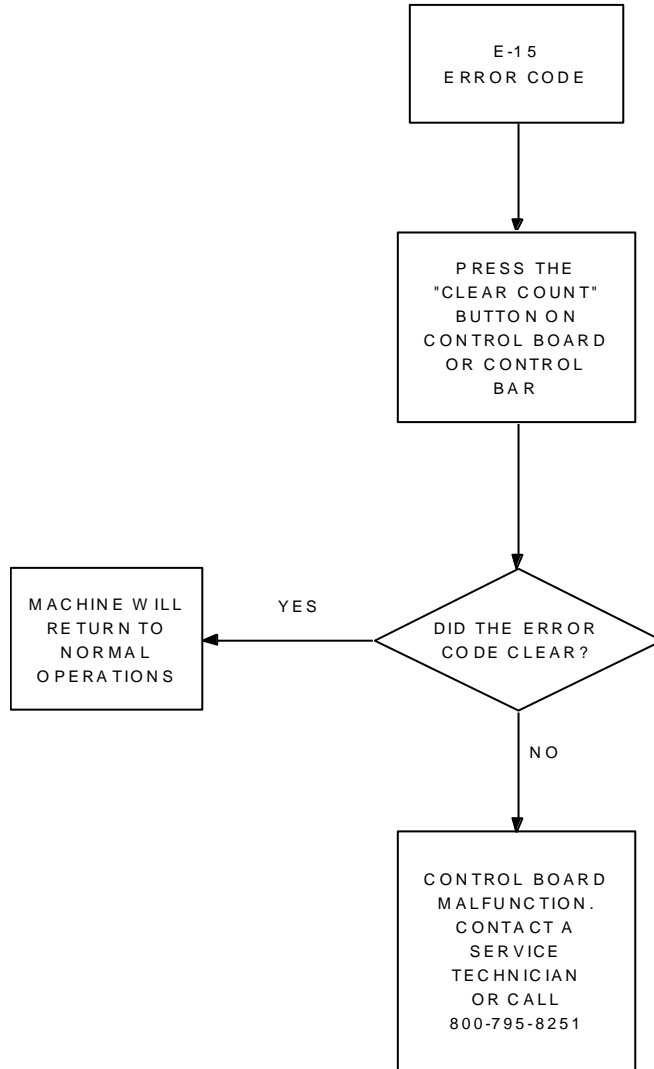 E-15
ERROR CODE
PRESS THE
"CLEAR COUNT"
BUTTON ON
CONTROL BOARD
OR CONTROL
BAR
DID THE ERROR
CODE CLEAR?
YES
MACHINE WILL
RETURN TO
NORMAL
OPERATIONS
NO
CONTROL BOARD
MALFUNCTION.
CONTACT A
SERVICE
TECHNICIAN
OR CALL
800-795-8251